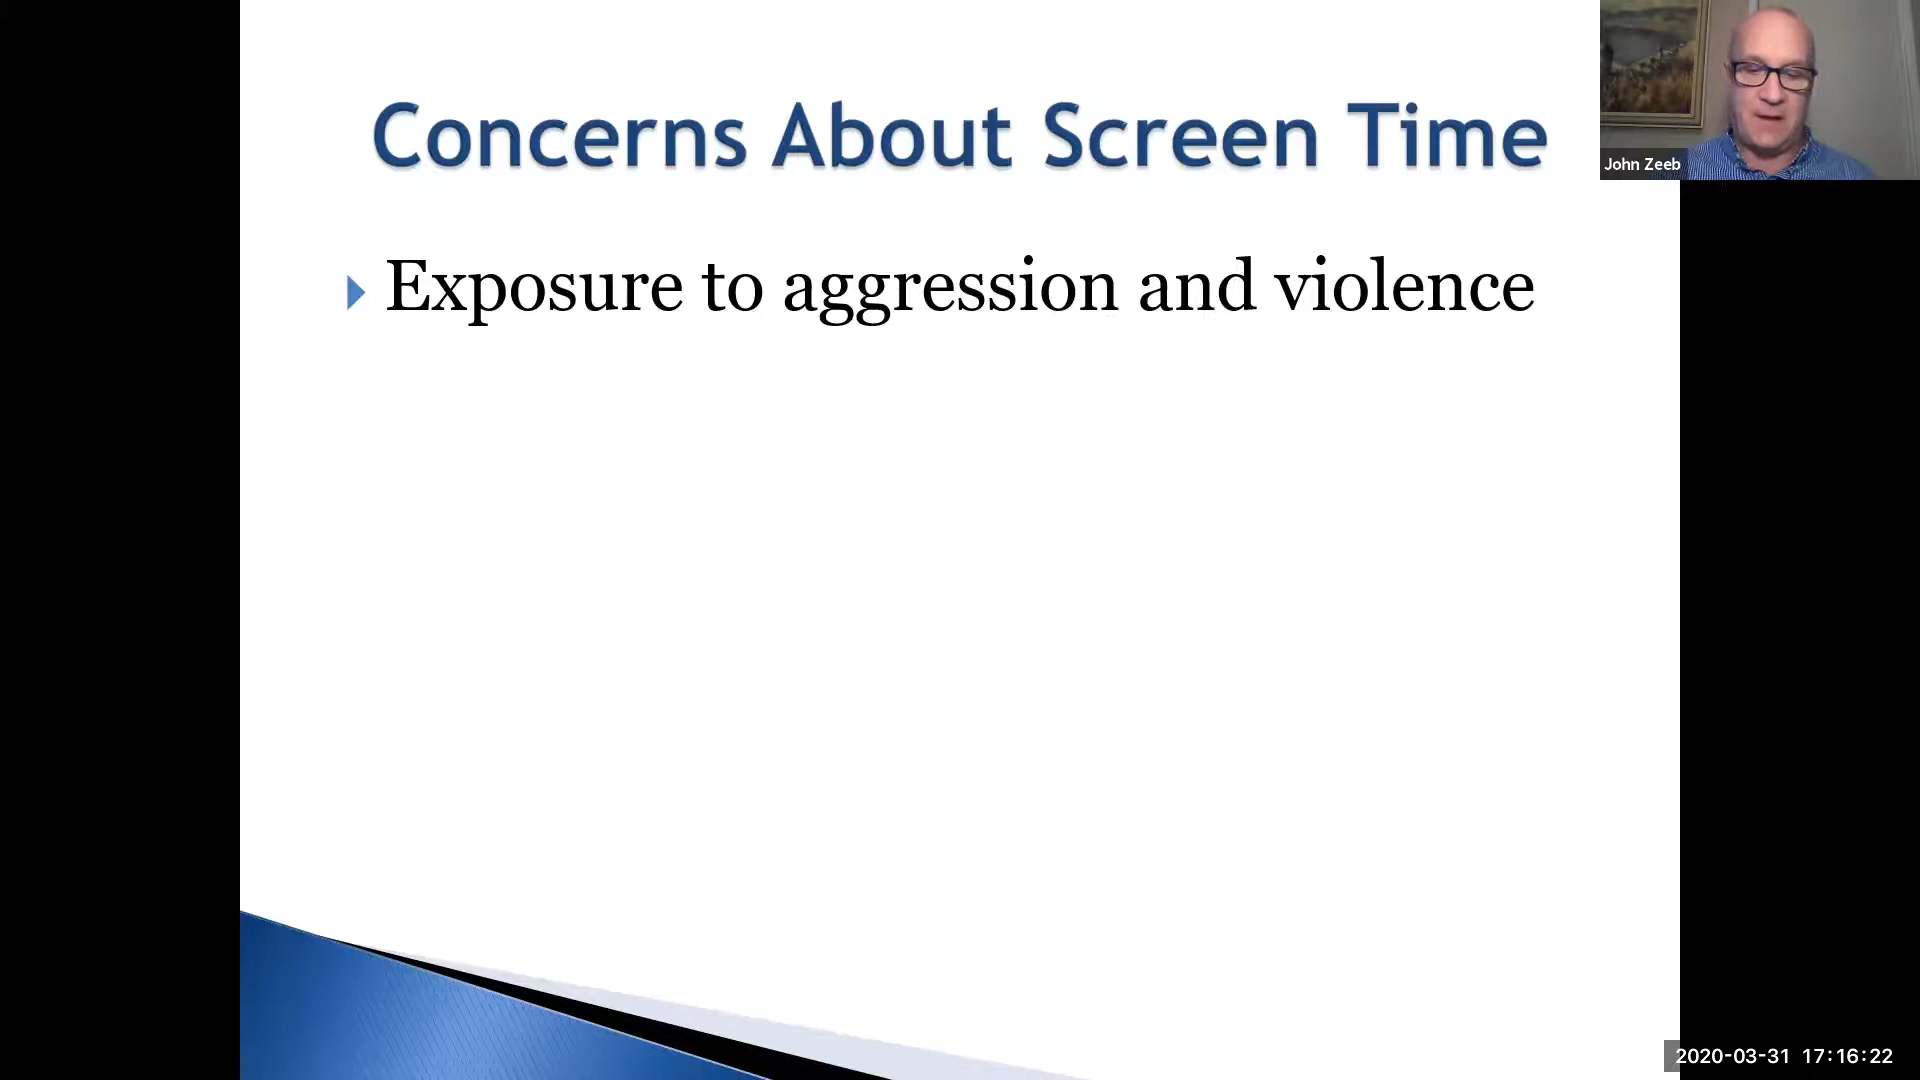 Concerns About Screen Time
Exposure to aggression and violence
John Zeeb
2020-03-31 17:16:22